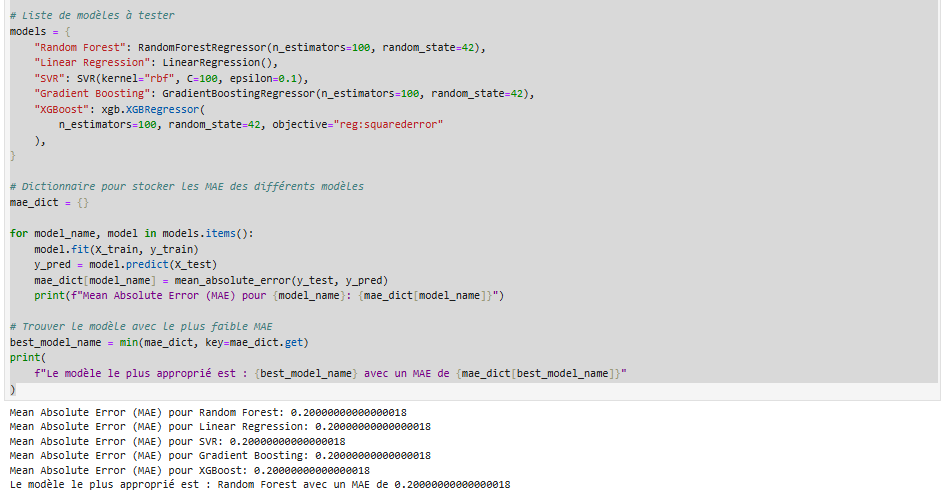 # Liste de modèles à tester
models = {
    "Random Forest": RandomForestRegressor(n_estimators=100, random_state=42),
    "Linear Regression": LinearRegression(),
    "SVR": SVR(kernel="rbf", C=100, epsilon=0.1),
    "Gradient Boosting": GradientBoostingRegressor(n_estimators=100, random_state=42),
    "XGBoost": xgb.XGBRegressor(
        n_estimators=100, random_state=42, objective="reg:squarederror"
    ),
}
# Dictionnaire pour stocker les MAE des différents modèles
mae_dict = {}
for model_name, model in models.items():
    model.fit(X_train, y_train)
    y_pred = model.predict(X_test)
    mae_dict[model_name] = mean_absolute_error(y_test, y_pred)
    print(f"Mean Absolute Error (MAE) pour {model_name}: {mae_dict[model_name]}")
# Trouver le modèle avec le plus faible MAE
best_model_name = min(mae_dict, key=mae_dict.get)
print(
    f"Le modèle le plus approprié est : {best_model_name} avec un MAE de {mae_dict[best_model_name]}"
)
Mean Absolute Error (MAE) pour Random Forest: 0.20000000000000018
Mean Absolute Error (MAE) pour Linear Regression: 0.20000000000000018
Mean Absolute Error (MAE) pour SVR: 0.20000000000000018
Mean Absolute Error (MAE) pour Gradient Boosting: 0.20000000000000018
Mean Absolute Error (MAE) pour XGBoost: 0.20000000000000018
Le modèle le plus approprié est : Random Forest avec un MAE de 0.20000000000000018